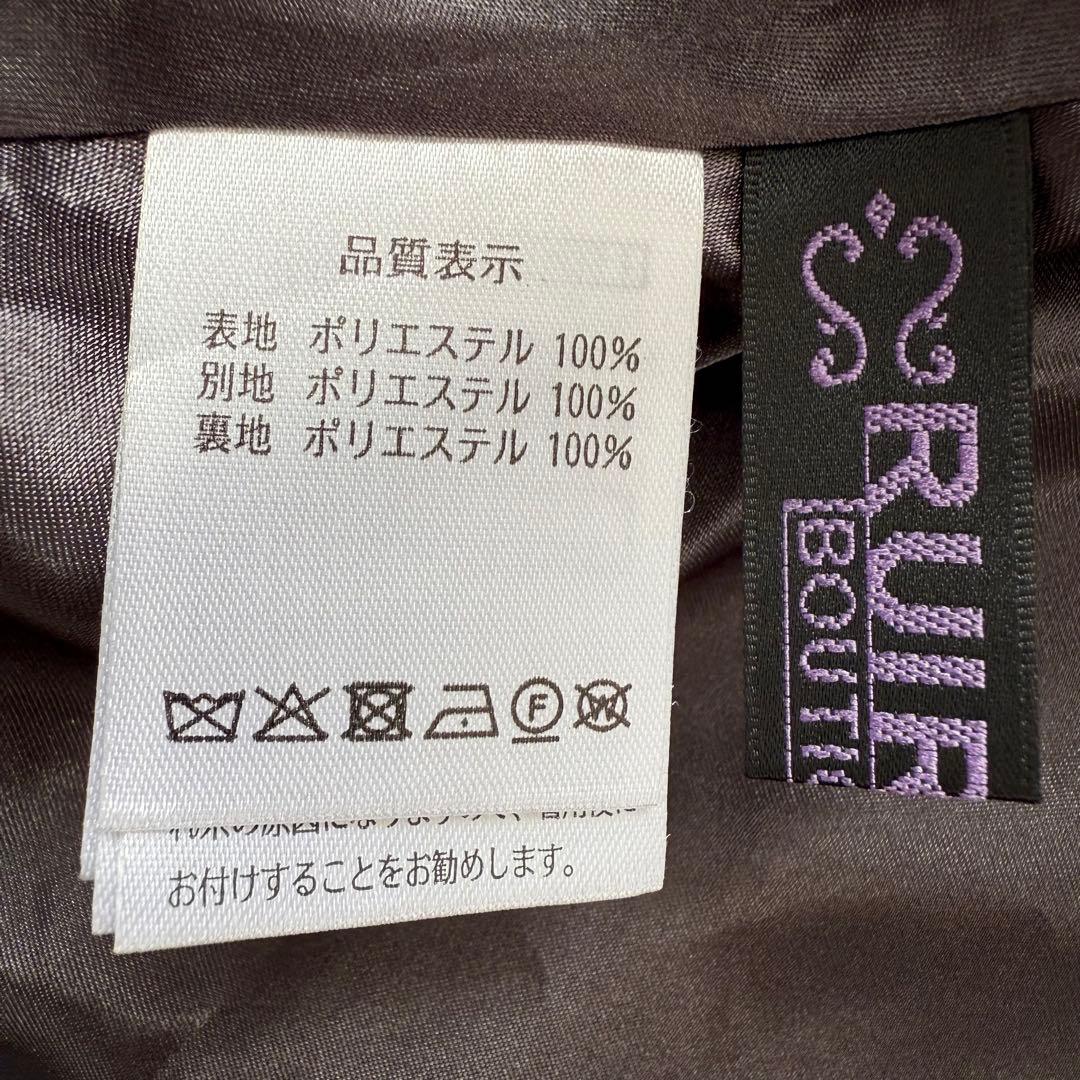 品質表示
表地 ポリエステル 100%
別地 ポリエステル 100%
裏地 ポリエステル 100%
F
W
お付けすることをお勧めします。
RUIR
BOUT